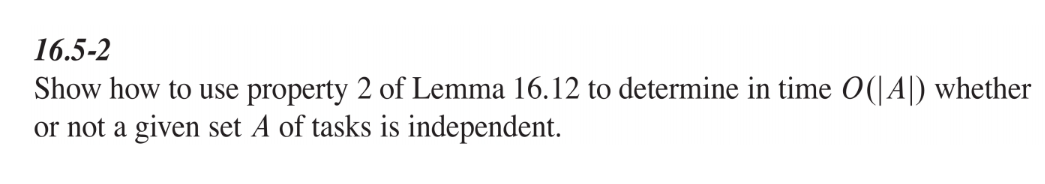 16.5-2
Show how to use property 2 of Lemma 16.12 to determine in time O(|A|) whether
or not a given set A of tasks is independent.